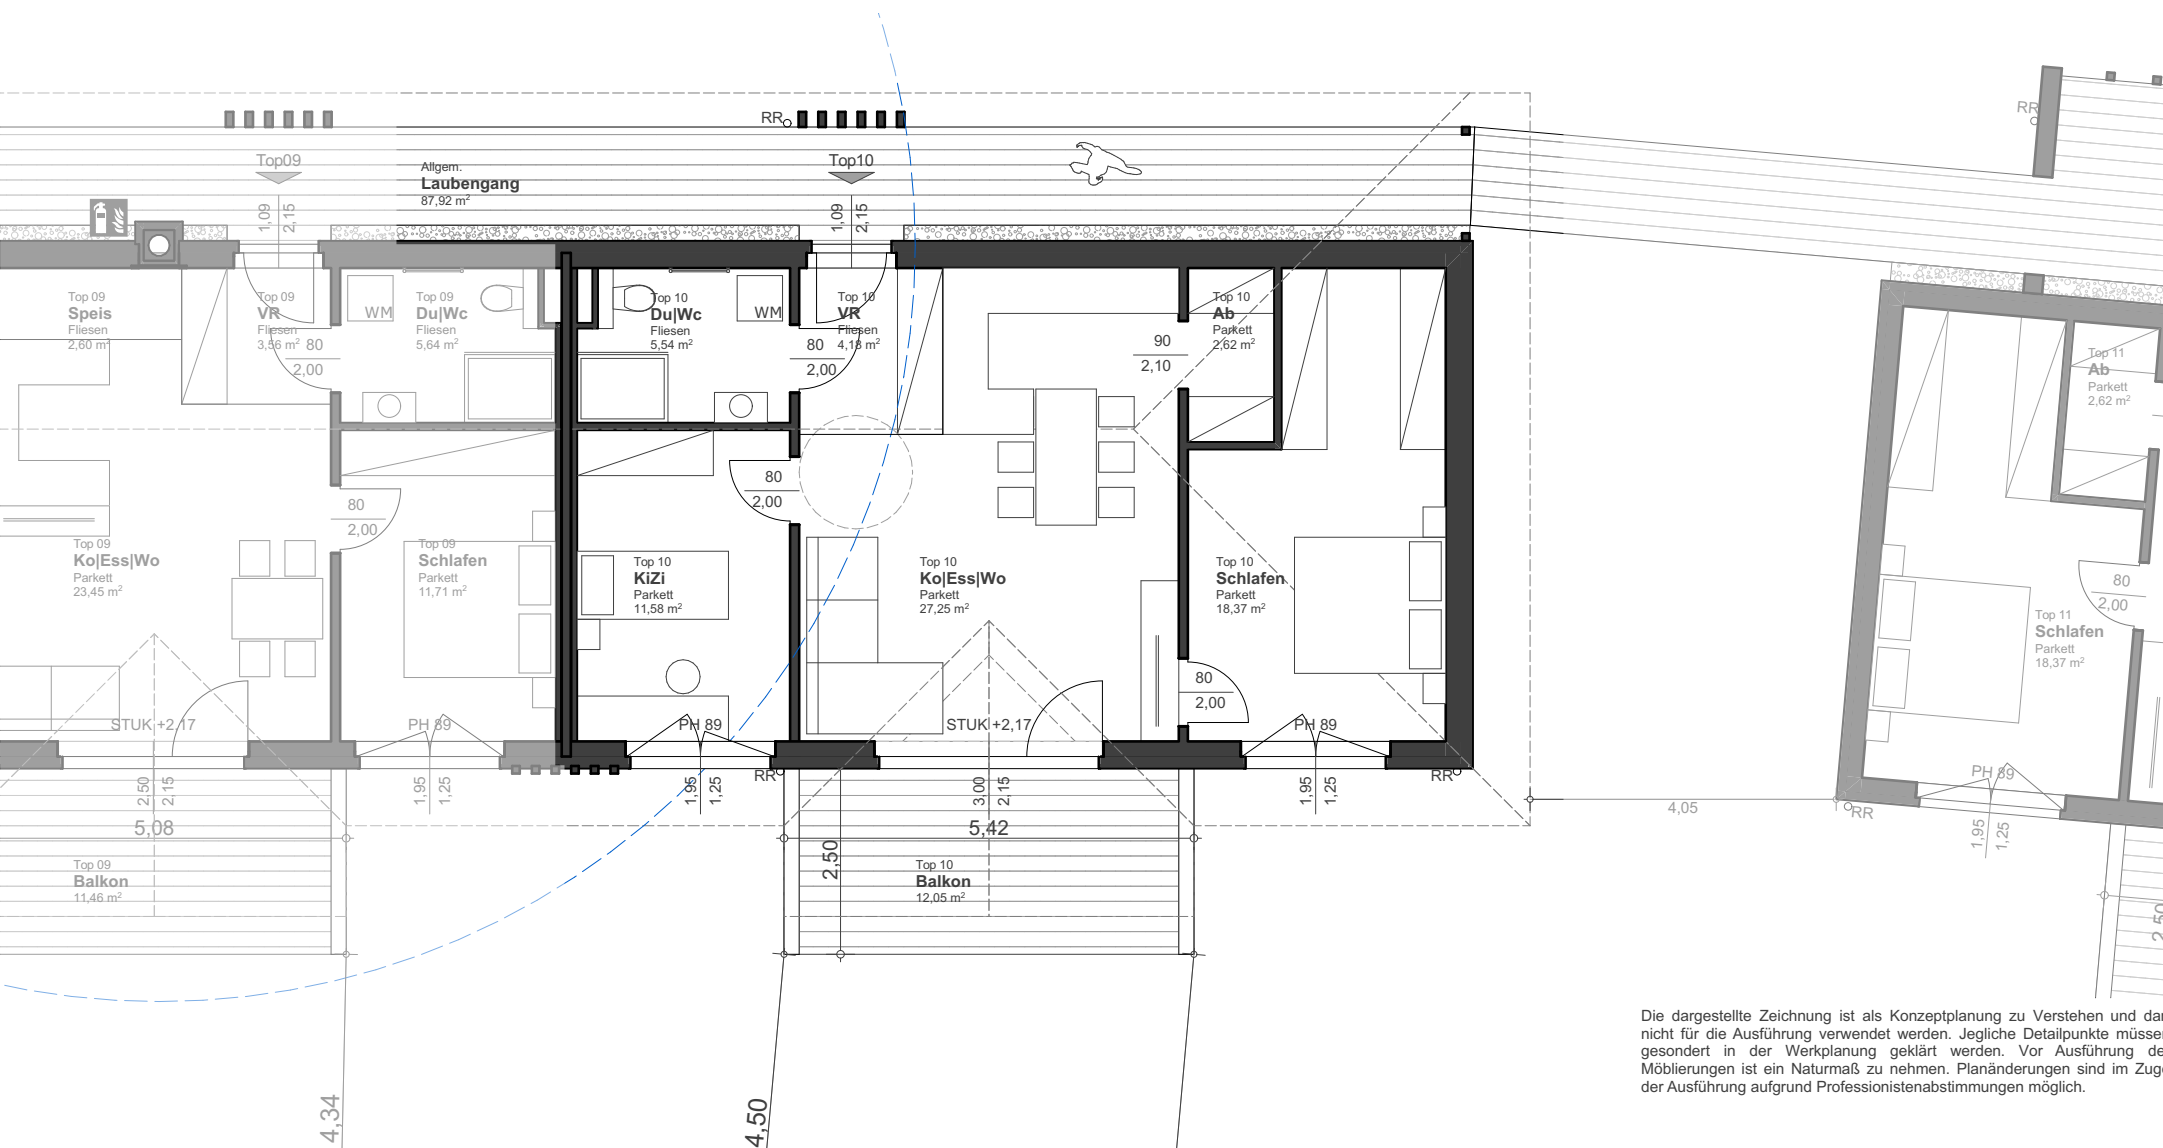 RR
RR
Top09
Top10
Allgem.
Laubengang
87,92 m²
1,09
2,15
1,09
2,15
Top 09
Speis
Fliesen
2,60 m²
Top 09
VR
Fliesen
3,56 m²
80
2,00
WM
Top 09
Du|Wc
Fliesen
5,64 m²
Top 10
Du|Wc
Fliesen
5,54 m²
WM
Top 10
VR
Fliesen
4,18 m²
80
2,00
90
2,10
Top 10
Ab
Parkett
2,62 m²
Top 11
Ab
Parkett
2,62 m²
80
2,00
80
2,00
Top 09
Ko|Ess|Wo
Parkett
23,45 m²
Top 09
Schlafen
Parkett
11,71 m²
Top 10
KiZi
Parkett
11,58 m²
Top 10
Ko|Ess|Wo
Parkett
27,25 m²
Top 10
Schlafen
Parkett
18,37 m²
80
2,00
Top 11
Schlafen
Parkett
18,37 m²
80
2,00
STUK +2,17
PH 89
PH 89
STUK +2,17
PH 89
PH 89
RR
RR
RR
2,50
2,15
1,95
1,25
1,95
1,25
3,00
2,15
1,95
1,25
1,95
1,25
4,05
5,08
5,42
2,50
2,50
Top 09
Balkon
11,46 m²
Top 10
Balkon
12,05 m²
4,34
4,50
Die dargestellte Zeichnung ist als Konzeptplanung zu Verstehen und dar
nicht für die Ausführung verwendet werden. Jegliche Detailpunkte müsse
gesondert in der Werkplanung geklärt werden. Vor Ausführung de
Möblierungen ist ein Naturmaß zu nehmen. Planänderungen sind im Zug
der Ausführung aufgrund Professionistenabstimmungen möglich.